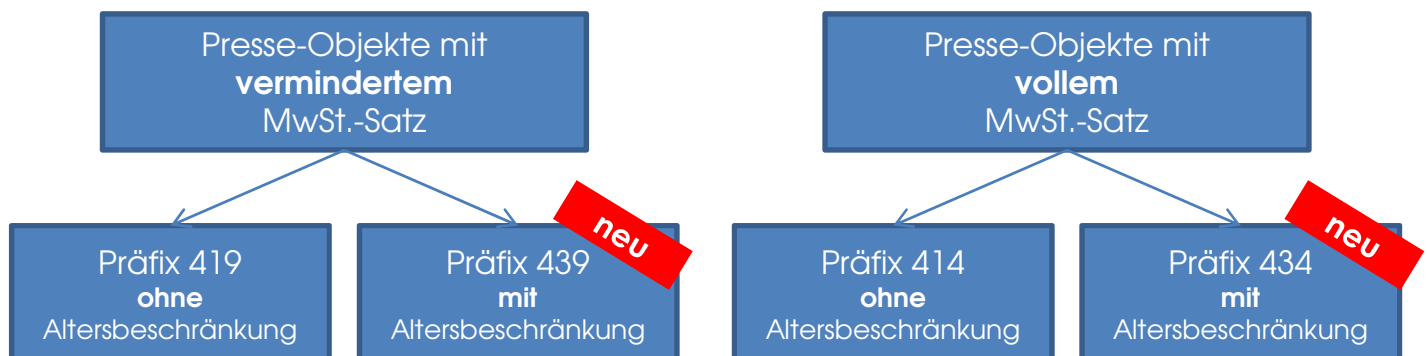 Presse-Objekte mit
vermindertem
MwSt.-Satz
Presse-Objekte mit
vollem
MwSt.-Satz
Präfix 419
ohne
Altersbeschränkung
neu
Präfix 439
mit
Altersbeschränkung
Präfix 414
ohne
Altersbeschränkung
neu
Präfix 434
mit
Altersbeschränkung